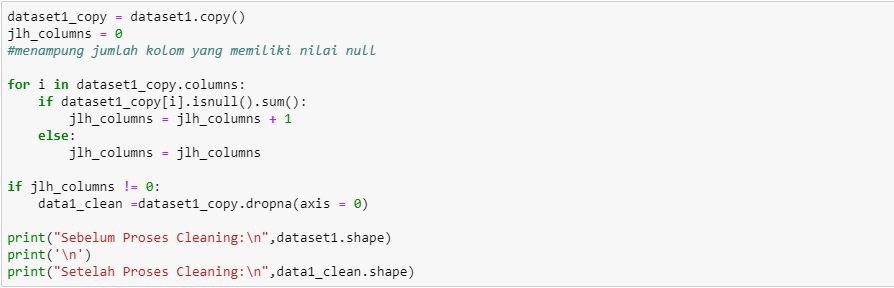 dataset1_copy = dataset1.copy()
jlh_columns = 0
#menampung jumlah kolom yang memiliki nilai null
for i in dataset1_copy.columns:
    if dataset1_copy[i].isnull().sum():
        jlh_columns = jlh_columns + 1
    else:
        jlh_columns = jlh_columns
if jlh_columns != 0:
    data1_clean =dataset1_copy.dropna(axis = 0)
print("Sebelum Proses Cleaning:\n",dataset1.shape)
print('\n')
print("Setelah Proses Cleaning:\n",data1_clean.shape)